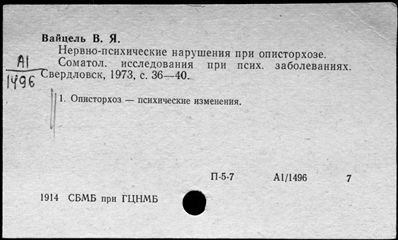 Вайцель В. Я.
Нервно-психические нарушения при описторхозе.
А1 Соматол. исследования при псих. заболеваниях.
1496 Свердловск, 1973, с. 36—40.
1. Описторхоз — психические изменения.
П-5-7 А1/1496 7
1914 СБМБ при ГЦНМБ